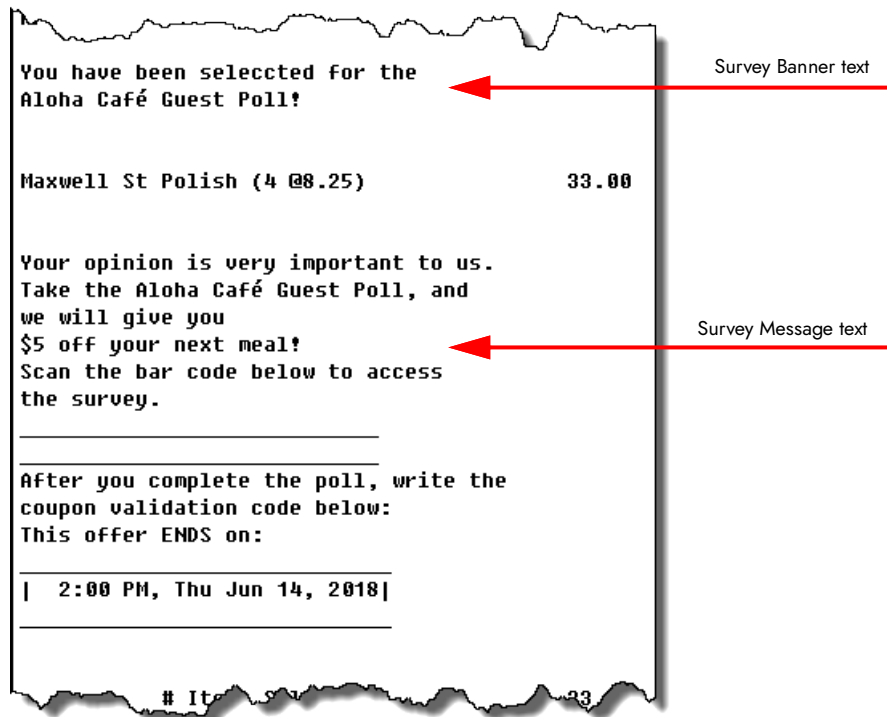 You have been seleccted for the
Aloha Café Guest Poll!
Survey Banner text
Maxwell St Polish (4 @8.25) 33.00
Your opinion is very important to us.
Take the Aloha Café Guest Poll, and
we will give you
$5 off your next meal!
Survey Message text
Scan the bar code below to access
the survey.
After you complete the poll, write the
coupon validation code below:
This offer ENDS on:
| 2:00 PM, Thu Jun 14, 2018|
#